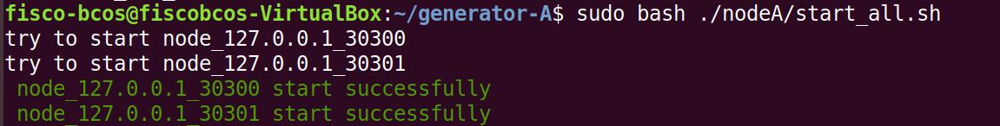 fisco-bcos@fiscobcos-VirtualBox:~/generator-A$ sudo bash ./nodeA/start_all.sh
try to start node_127.0.0.1_30300
try to start node_127.0.0.1_30301
node_127.0.0.1_30300 start successfully
node_127.0.0.1_30301 start successfully